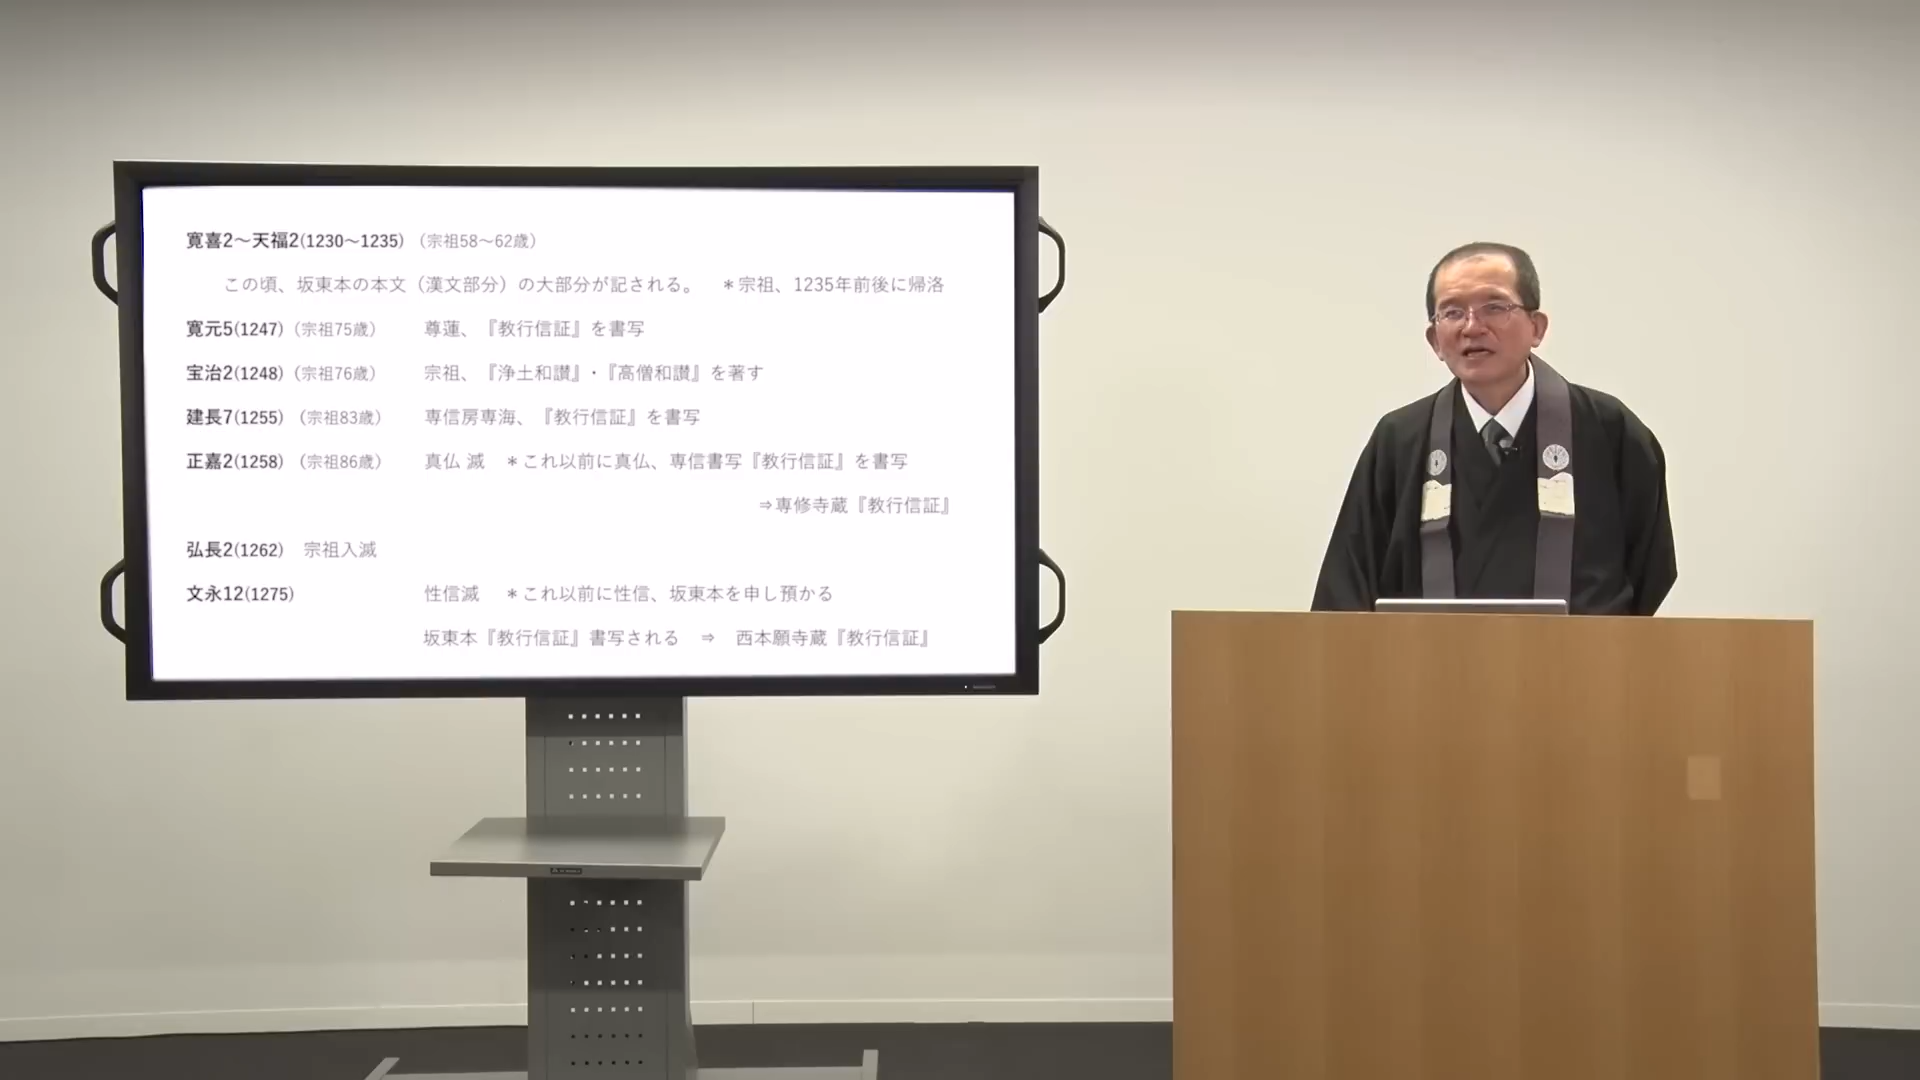 寛喜2〜天福2(1230〜1235)（宗祖58〜62歳）
この頃、坂東本の本文（漢文部分）の大部分が記される。 ＊宗祖、1235年前後に帰洛
寛元5(1247)（宗祖75歳） 尊蓮、『教行信証』を書写
宝治2(1248)（宗祖76歳） 宗祖、『浄土和讃』・『高僧和讃』を著す
建長7(1255)（宗祖83歳） 専信房専海、『教行信証』を書写
正嘉2(1258)（宗祖86歳） 真仏 滅 ＊これ以前に真仏、専信書写『教行信証』を書写
⇒専修寺蔵『教行信証』
弘長2(1262) 宗祖入滅
文永12(1275) 性信滅 ＊これ以前に性信、坂東本を申し預かる
坂東本『教行信証』書写される ⇒ 西本願寺蔵『教行信証』